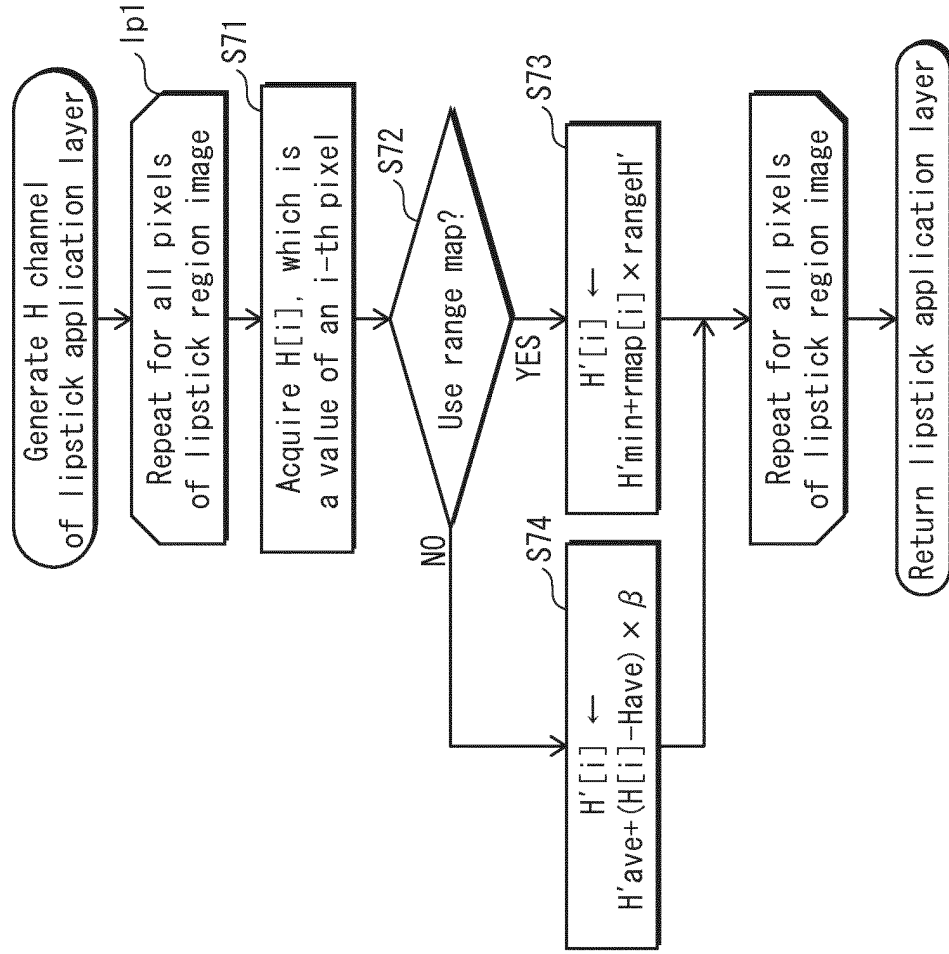 Generate H channel
of lipstick application layer
lp1
Repeat for all pixels
of lipstick region image
S71
Acquire H[i], which is
a value of an i-th pixel
S72
Use range map?
NO
YES
S74
H'[i] ←
H'ave+(H[i]-Have)×β
S73
H'[i] ←
H'min+rmap[i]×rangeH'
Repeat for all pixels
of lipstick region image
Return lipstick application layer